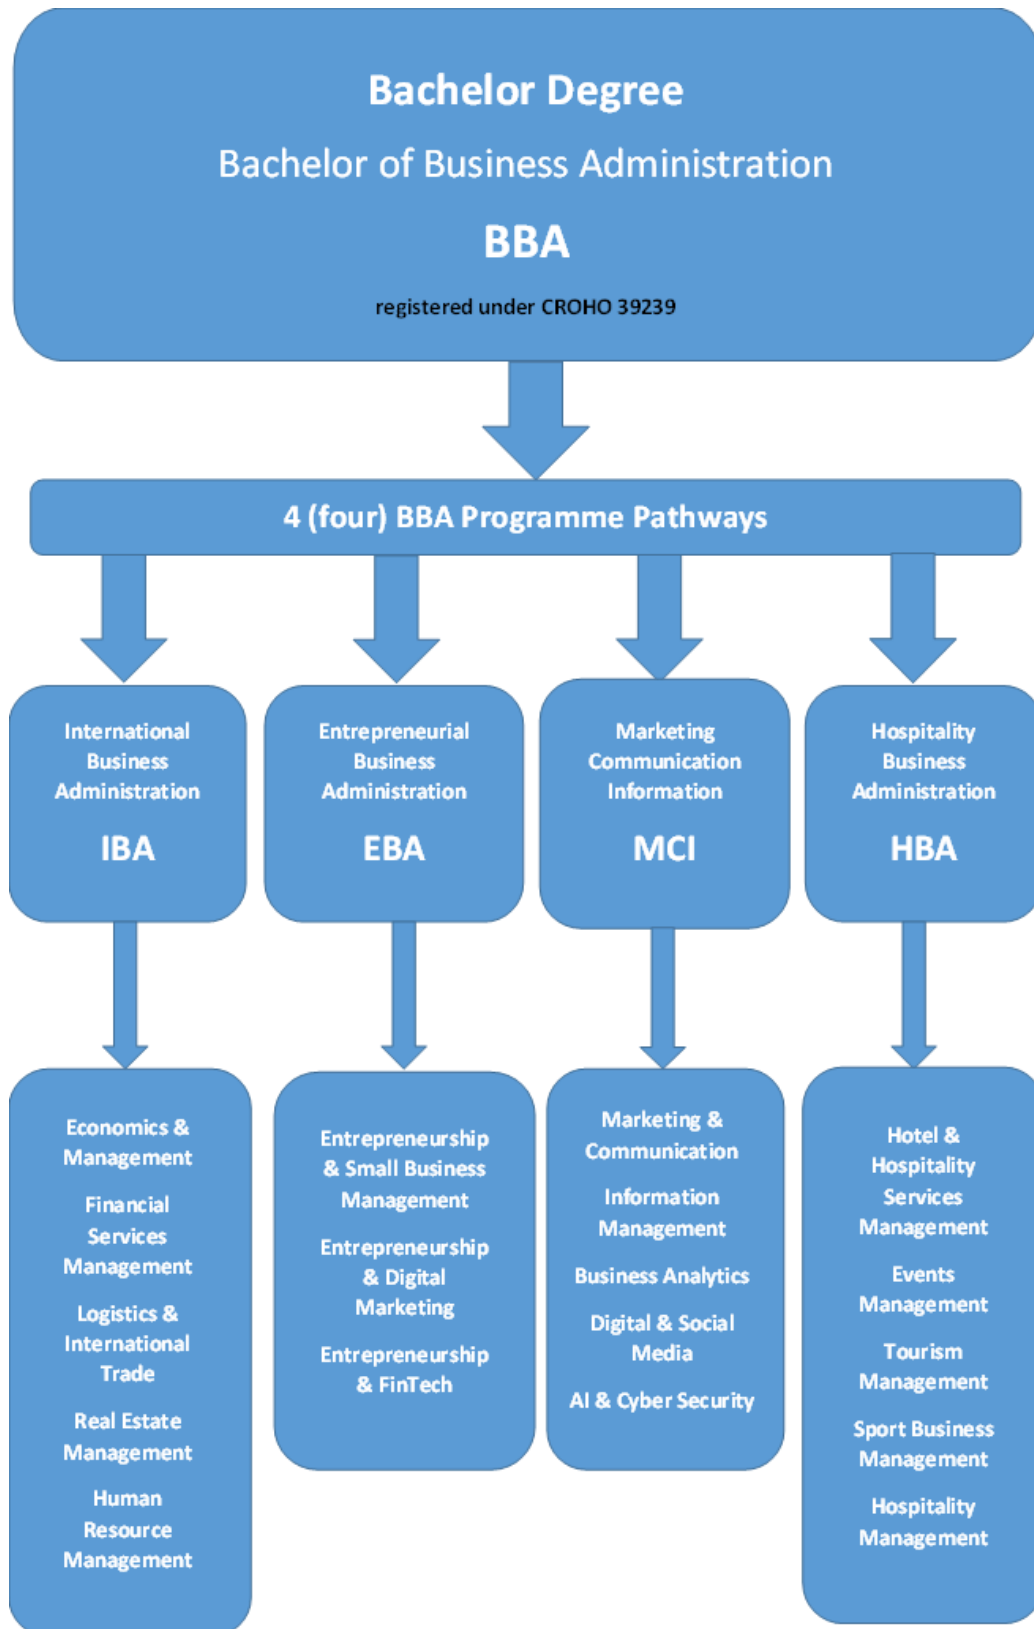 Bachelor Degree
Bachelor of Business Administration
BBA
registered under CROHO 39239
4 (four) BBA Programme Pathways
International
Business
Administration
IBA
Entrepreneurial
Business
Administration
EBA
Marketing
Communication
Information
MCI
Hospitality
Business
Administration
HBA
Economics &
Management
Financial
Services
Management
Logistics &
International
Trade
Real Estate
Management
Human
Resource
Management
Entrepreneurship
& Small Business
Management
Entrepreneurship
& Digital
Marketing
Entrepreneurship
& FinTech
Marketing &
Communication
Information
Management
Business Analytics
Digital & Social
Media
AI & Cyber Security
Hotel &
Hospitality
Services
Management
Events
Management
Tourism
Management
Sport Business
Management
Hospitality
Management